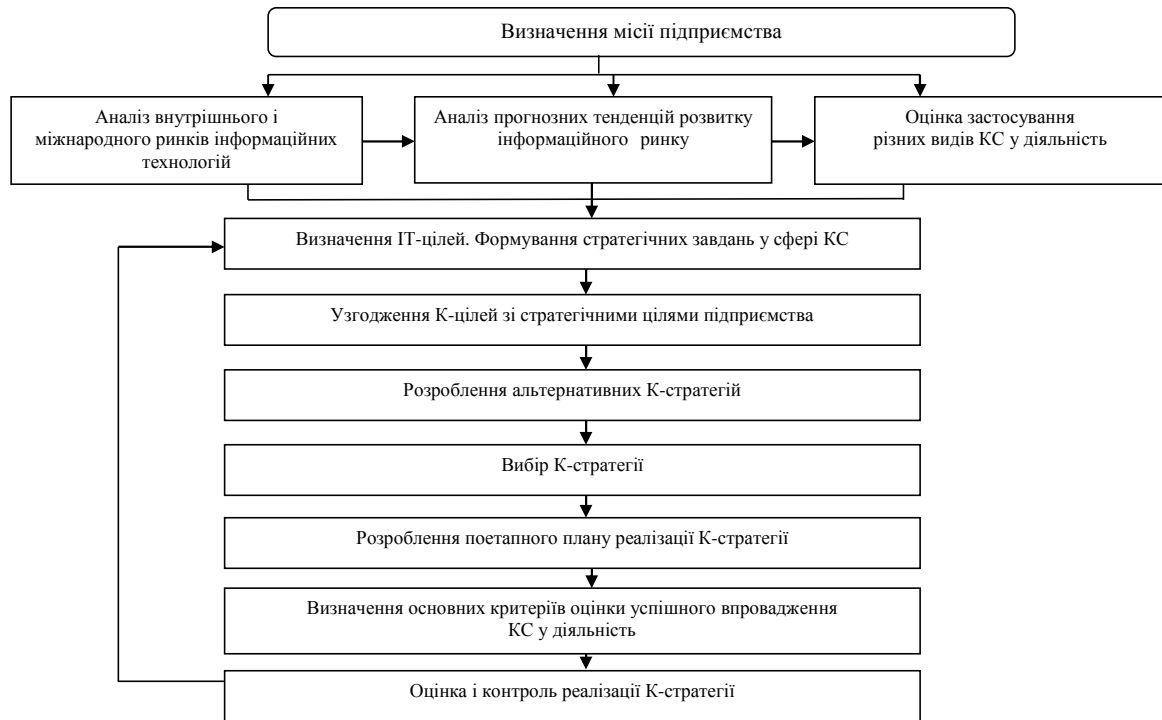 Визначення місії підприємства
Аналіз внутрішнього і
міжнародного ринків інформаційних
технологій
Аналіз прогнозних тенденцій розвитку
інформаційного ринку
Оцінка застосування
різних видів КС у діяльність
Визначення ІТ-цілей. Формування стратегічних завдань у сфері КС
Узгодження К-цілей зі стратегічними цілями підприємства
Розроблення альтернативних К-стратегій
Вибір К-стратегії
Розроблення поетапного плану реалізації К-стратегії
Визначення основних критеріїв оцінки успішного впровадження
КС у діяльність
Оцінка і контроль реалізації К-стратегії